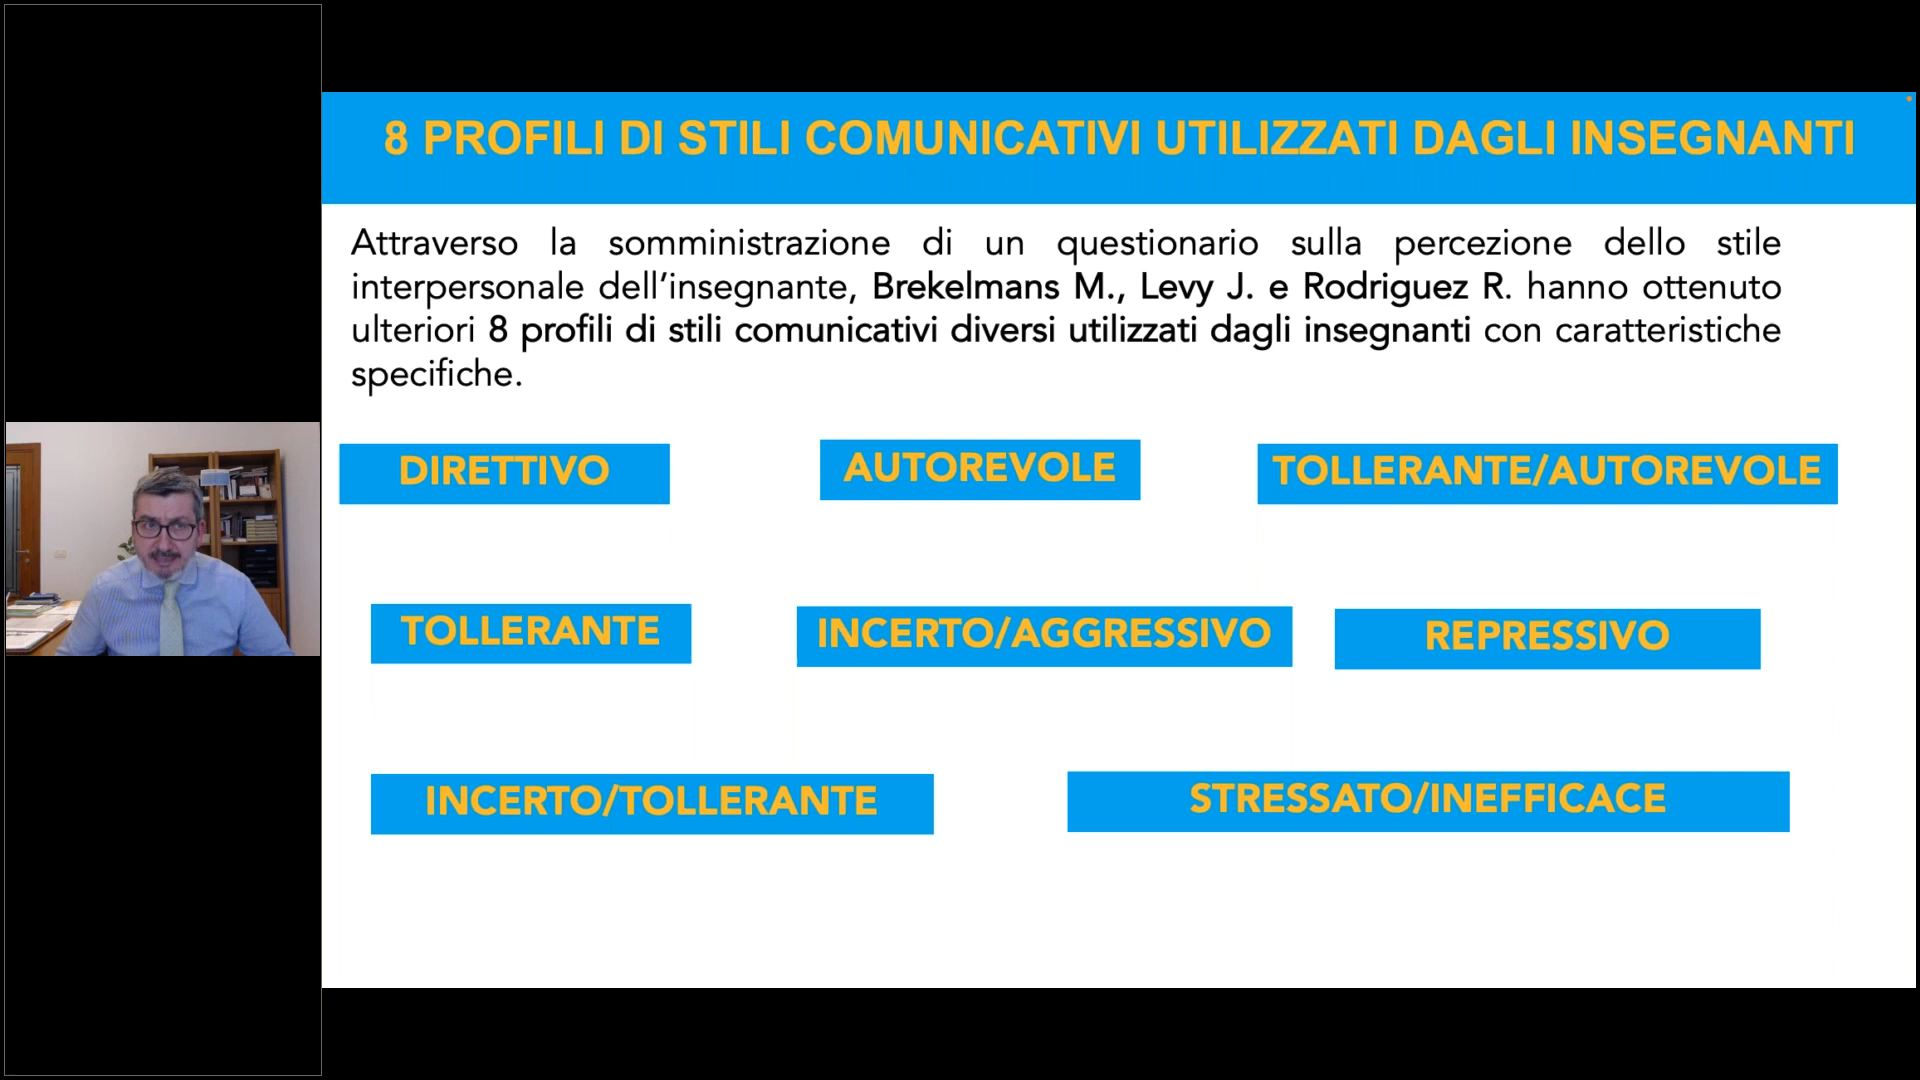 8 PROFILI DI STILI COMUNICATIVI UTILIZZATI DAGLI INSEGNANTI
Attraverso la somministrazione di un questionario sulla percezione dello stile
interpersonale dell’insegnante, Brekelmans M., Levy J. e Rodriguez R. hanno ottenuto
ulteriori 8 profili di stili comunicativi diversi utilizzati dagli insegnanti con caratteristiche
specifiche.
DIRETTIVO
AUTOREVOLE
TOLLERANTE/AUTOREVOLE
TOLLERANTE
INCERTO/AGGRESSIVO
REPRESSIVO
INCERTO/TOLLERANTE
STRESSATO/INEFFICACE